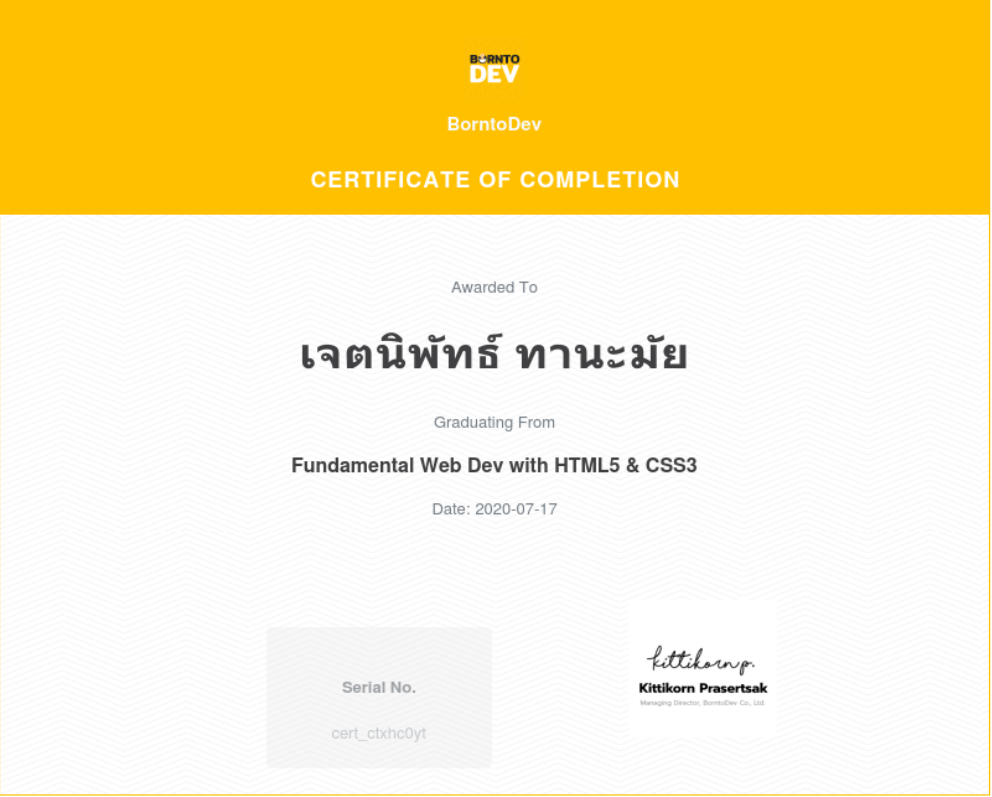 BORNTO
DEV
BorntoDev
CERTIFICATE OF COMPLETION
Awarded To
เจตนิพัทธ์ ทานะมัย
Graduating From
Fundamental Web Dev with HTML5 & CSS3
Date: 2020-07-17
Serial No.
cert_ctxhc0yt
kittikorn p.
Kittikorn Prasertsak
Managing Director, BorntoDev Co., Ltd.